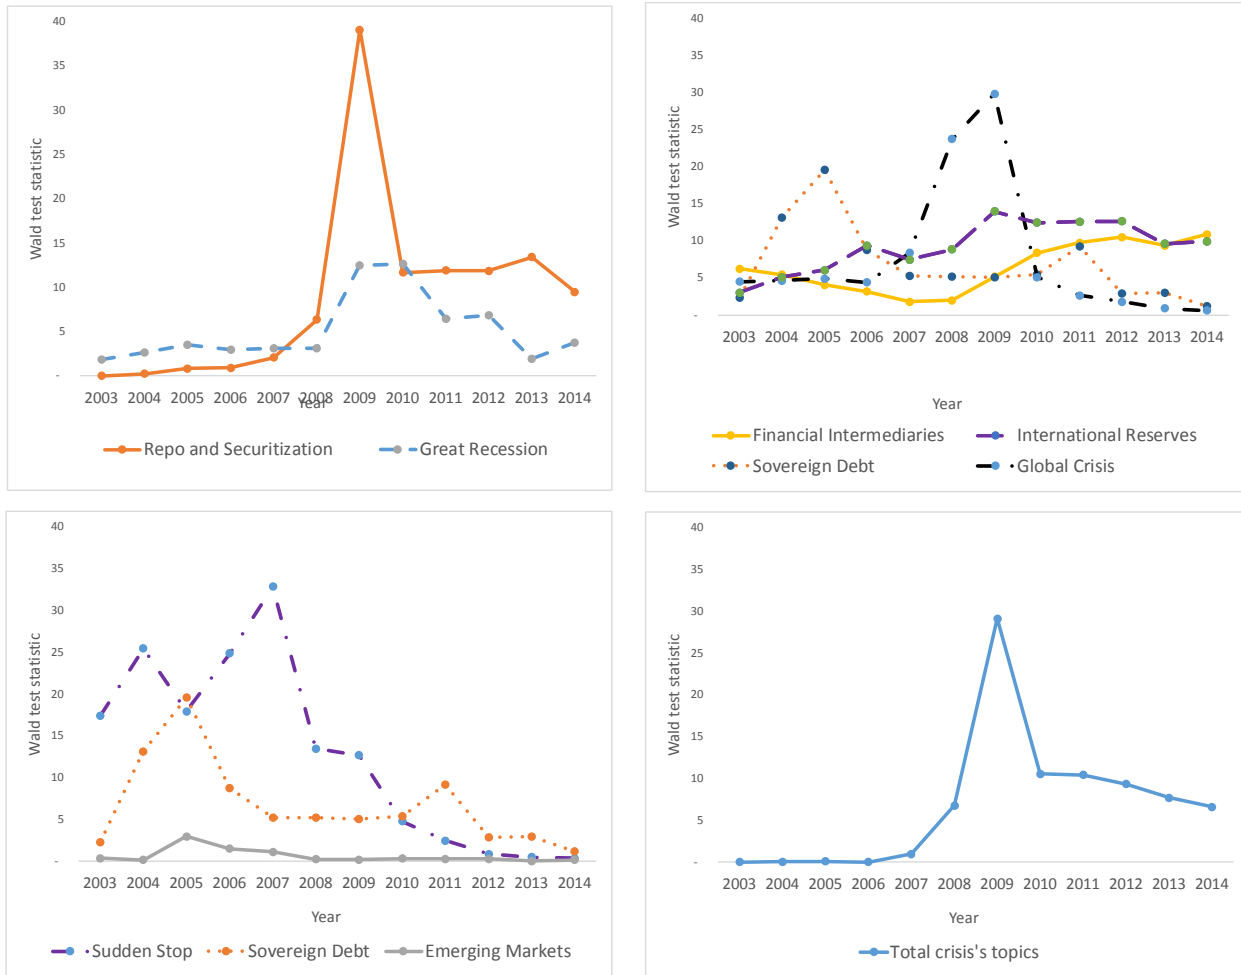 40
35
30
25
20
15
10
5
-
Wald test statistic
2003 2004 2005 2006 2007 2008 2009 2010 2011 2012 2013 2014
Year
Repo and Securitization Great Recession
40
35
30
25
20
15
10
5
-
Wald test statistic
2003 2004 2005 2006 2007 2008 2009 2010 2011 2012 2013 2014
Year
Financial Intermediaries International Reserves
Sovereign Debt Global Crisis
40
35
30
25
20
15
10
5
-
Wald test statistic
2003 2004 2005 2006 2007 2008 2009 2010 2011 2012 2013 2014
Year
Sudden Stop Sovereign Debt Emerging Markets
40
35
30
25
20
15
10
5
-
Wald test statistic
2003 2004 2005 2006 2007 2008 2009 2010 2011 2012 2013 2014
Year
Total crisis's topics